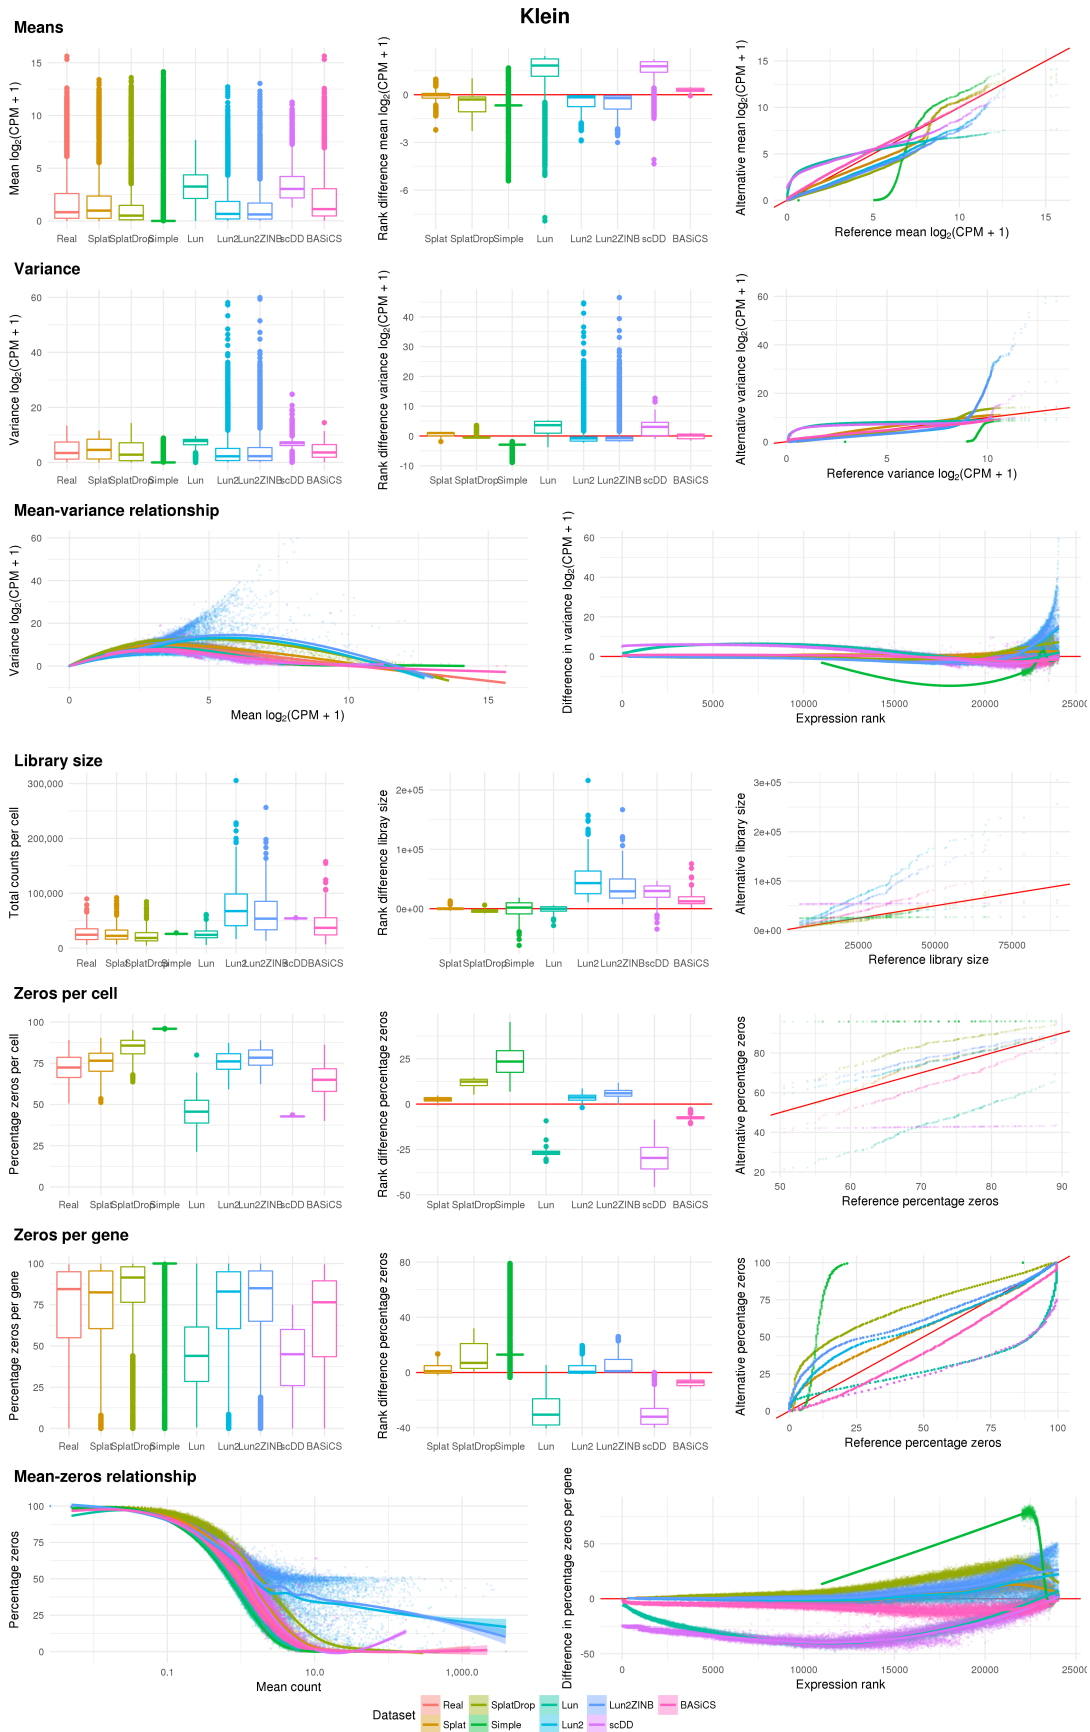 Klein
Means
Mean log2(CPM + 1)
15
10
5
0
Real Splat SplatDrop Simple Lun Lun2 Lun2ZINB scDD BASiCS
Rank difference mean log2(CPM + 1)
0
-3
-6
Splat SplatDrop Simple Lun Lun2 Lun2ZINB scDD BASiCS
Alternative mean log2(CPM + 1)
15
10
5
0
0 5 10 15
Reference mean log2(CPM + 1)
Variance
Variance log2(CPM + 1)
60
40
20
0
Real Splat SplatDrop Simple Lun Lun2 Lun2ZINB scDD BASiCS
Rank difference variance log2(CPM + 1)
40
30
20
10
0
-10
Splat SplatDrop Simple Lun Lun2 Lun2ZINB scDD BASiCS
Alternative variance log2(CPM + 1)
60
40
20
0
0 5 10
Reference variance log2(CPM + 1)
Mean-variance relationship
Variance log2(CPM + 1)
60
40
20
0
0 5 10 15
Mean log2(CPM + 1)
Difference in variance log2(CPM + 1)
60
40
20
0
0 5000 10000 15000 20000 25000
Expression rank
Library size
Total counts per cell
300,000
200,000
100,000
0
Real Splat SplatDrop Simple Lun Lun2 Lun2ZINB scDD BASiCS
Rank difference libray size
2e+05
1e+05
0e+00
Splat SplatDrop Simple Lun Lun2 Lun2ZINB scDD BASiCS
Alternative library size
3e+05
2e+05
1e+05
0e+00
25000 50000 75000
Reference library size
Zeros per cell
Percentage zeros per cell
100
75
50
25
0
Real Splat SplatDrop Simple Lun Lun2 Lun2ZINB scDD BASiCS
Rank difference percentage zeros
25
0
-25
-50
Splat SplatDrop Simple Lun Lun2 Lun2ZINB scDD BASiCS
Alternative percentage zeros
80
60
40
20
50 60 70 80 90
Reference percentage zeros
Zeros per gene
Percentage zeros per gene
100
75
50
25
0
Real Splat SplatDrop Simple Lun Lun2 Lun2ZINB scDD BASiCS
Rank difference percentage zeros
80
40
0
-40
Splat SplatDrop Simple Lun Lun2 Lun2ZINB scDD BASiCS
Alternative percentage zeros
100
75
50
25
0
0 25 50 75 100
Reference percentage zeros
Mean-zeros relationship
Percentage zeros
100
75
50
25
0
0.1 10.0 1,000.0
Mean count
Difference in percentage zeros per gene
50
0
-50
0 5000 10000 15000 20000 25000
Expression rank
Dataset
Real SplatDrop Lun Lun2ZINB BASiCS
Splat Simple Lun2 scDD